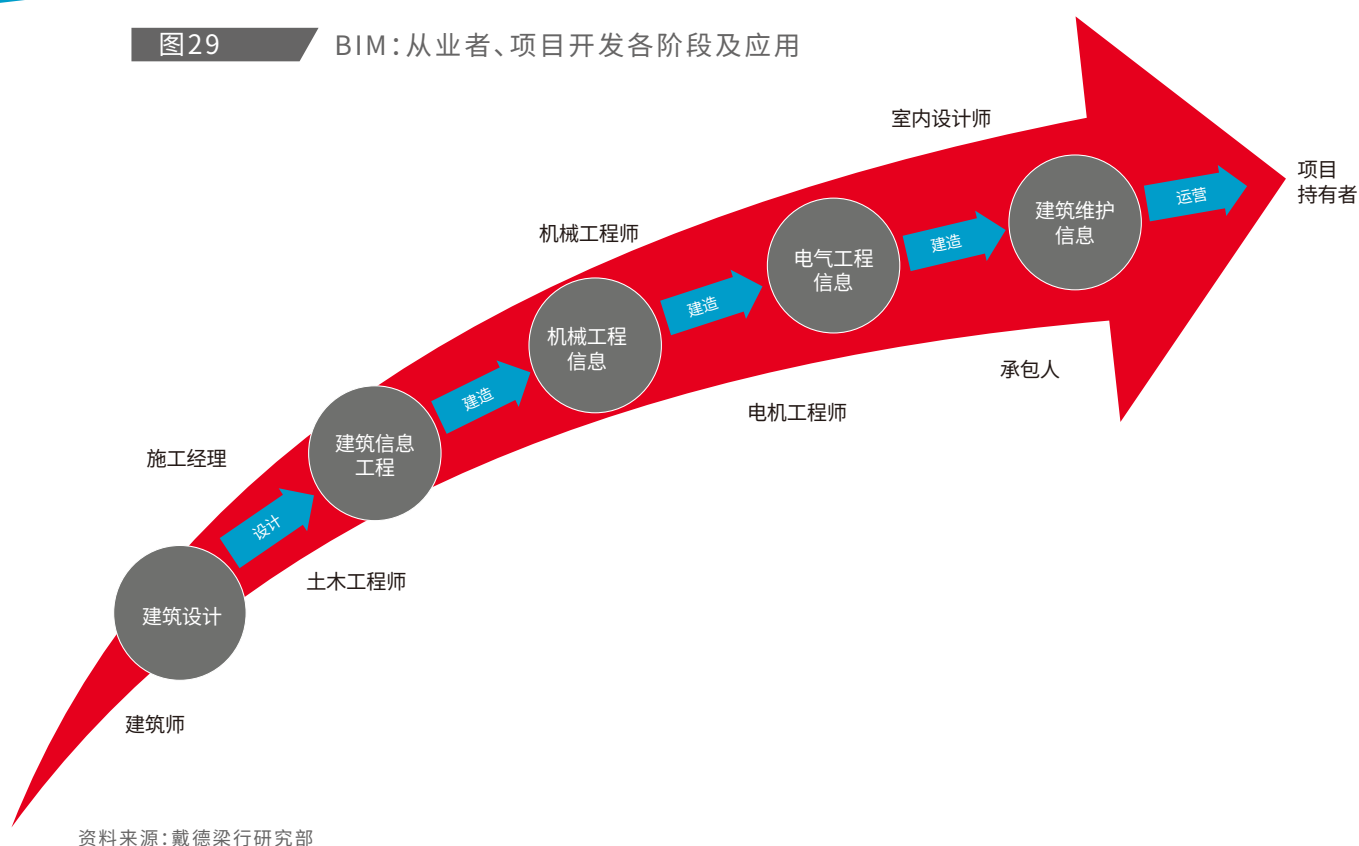 图29
BIM：从业者、项目开发各阶段及应用
室内设计师
项目
持有者
运营
建筑维护
信息
机械工程师
建造
电气工程
信息
建造
机械工程
信息
承包人
电机工程师
建造
建筑信息
工程
施工经理
设计
土木工程师
建筑设计
建筑师
资料来源：戴德梁行研究部